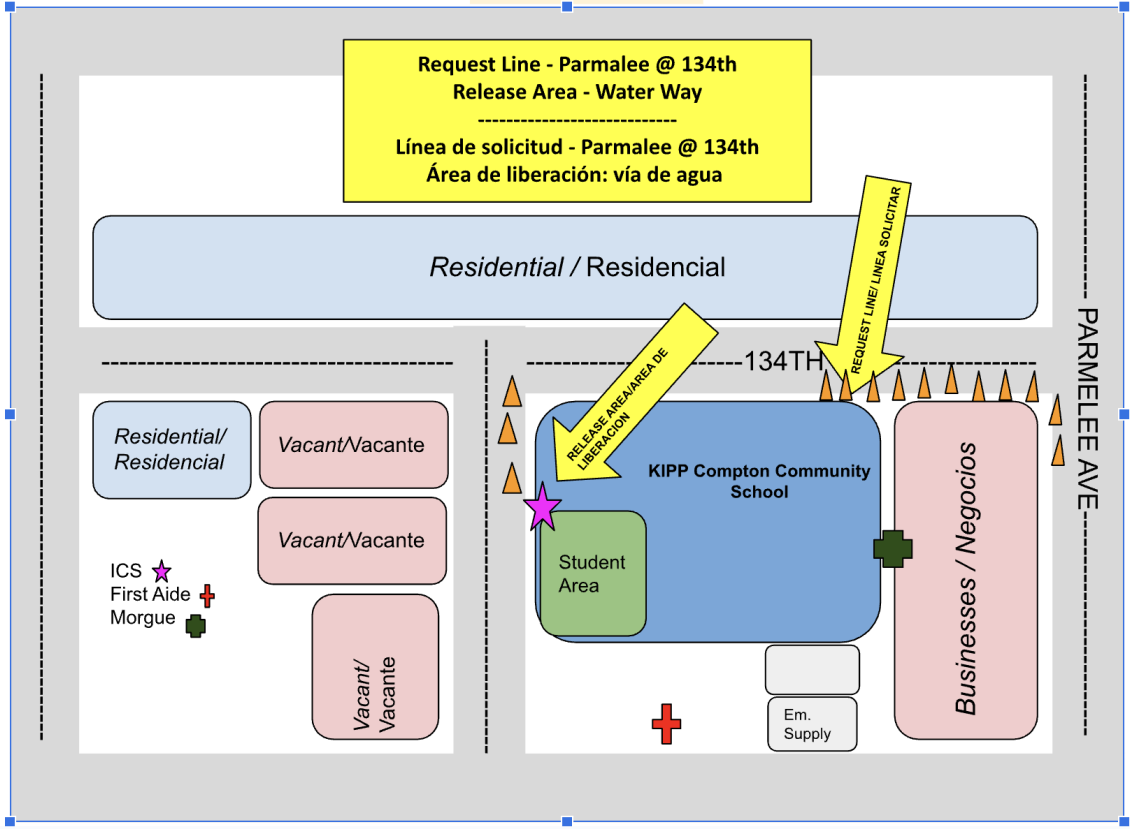 Request Line - Parmalee @ 134th
Release Area - Water Way
----------------------------
Línea de solicitud - Parmalee @ 134th
Área de liberación: vía de agua
REQUEST LINE/ LINEA SOLICITAR
Residential / Residencial
RELEASE AREA/AREA DE
LIBERACION
134TH
PARMELEE AVE
Residential/
Residencial
Vacant/Vacante
KIPP Compton Community
School
Businesses / Negocios
Vacant/Vacante
Student
Area
ICS
First Aide
Morgue
Vacant/
Vacante
Em.
Supply